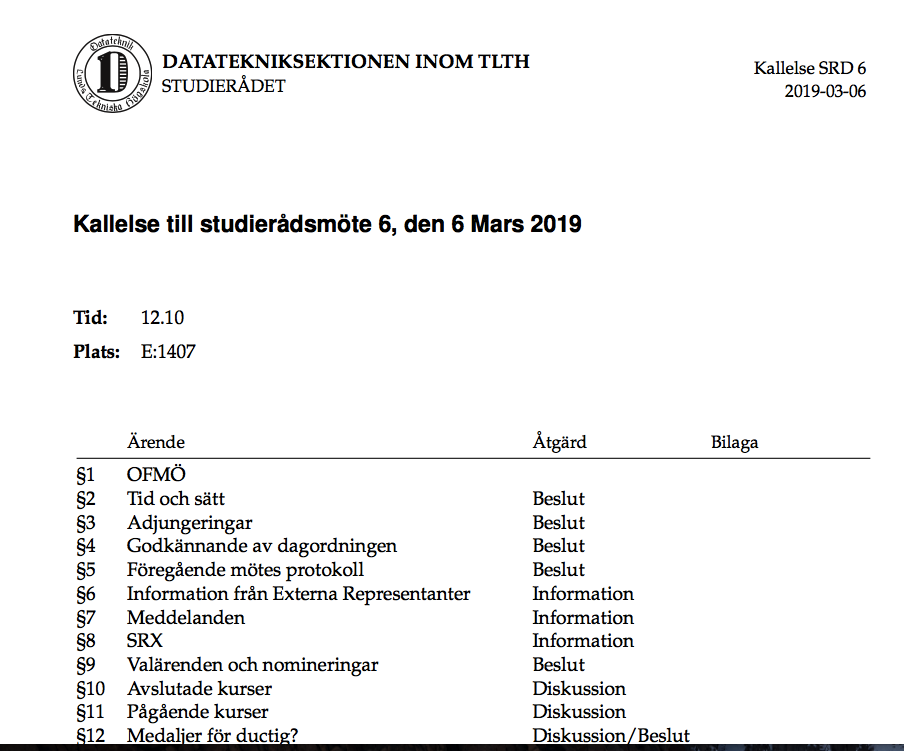 Datateknik
Lunds Tekniska Högskola
D
DATATEKNIKSEKTIONEN INOM TLTH
STUDIERÅDET
Kallelse SRD 6
2019-03-06
Kallelse till studierådsmöte 6, den 6 Mars 2019
Tid: 12.10
Plats: E:1407
Ärende Åtgärd Bilaga
§1 OFMÖ
§2 Tid och sätt Beslut
§3 Adjungeringar Beslut
§4 Godkännande av dagordningen Beslut
§5 Föregående mötes protokoll Beslut
§6 Information från Externa Representanter Information
§7 Meddelanden Information
§8 SRX Information
§9 Valärenden och nomineringar Beslut
§10 Avslutade kurser Diskussion
§11 Pågående kurser Diskussion
§12 Medaljer för ductig? Diskussion/Beslut